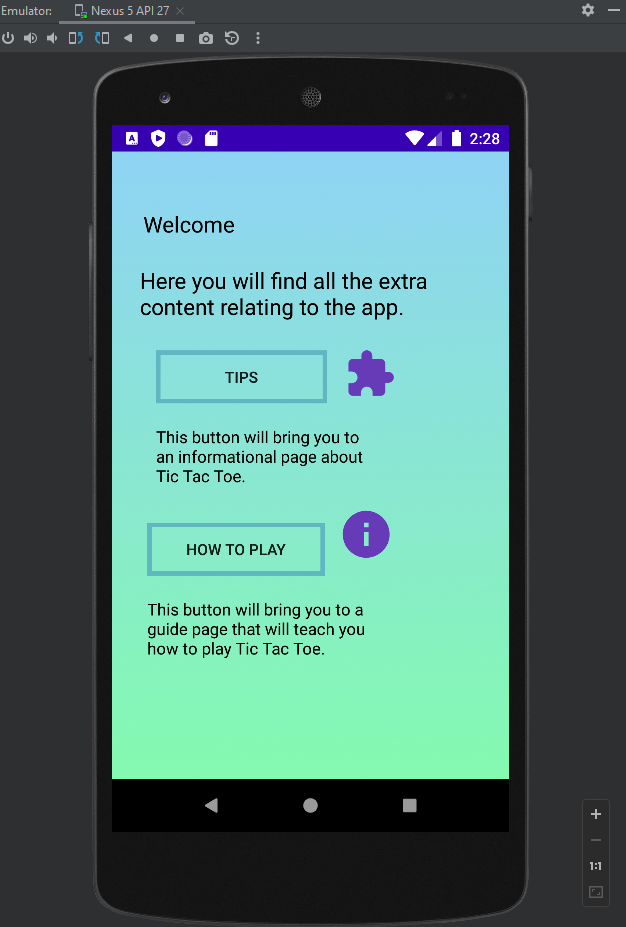 Emulator: Nexus 5 API 27
2:28
Welcome
Here you will find all the extra
content relating to the app.
TIPS
This button will bring you to
an informational page about
Tic Tac Toe.
HOW TO PLAY
i
This button will bring you to a
guide page that will teach you
how to play Tic Tac Toe.
1:1